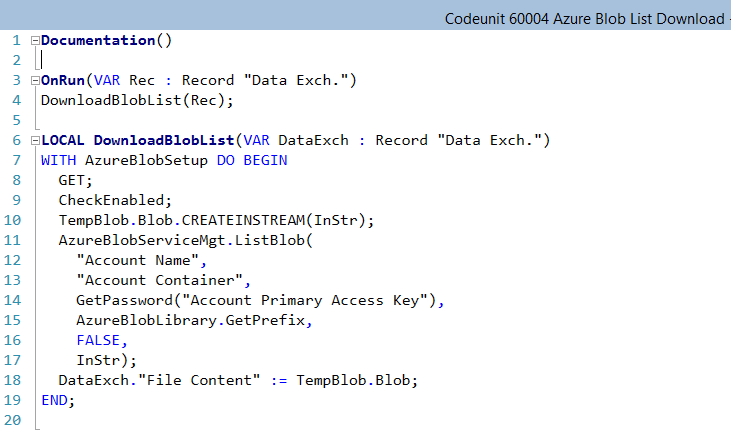 Codeunit 60004 Azure Blob List Download -
1 Documentation()
2
3 OnRun(VAR Rec : Record "Data Exch.")
4 DownloadBlobList(Rec);
5
6 LOCAL DownloadBlobList(VAR DataExch : Record "Data Exch.")
7 WITH AzureBlobSetup DO BEGIN
8 GET;
9 CheckEnabled;
10 TempBlob.Blob.CREATEINSTREAM(InStr);
11 AzureBlobServiceMgt.ListBlob(
12 "Account Name",
13 "Account Container",
14 GetPassword("Account Primary Access Key"),
15 AzureBlobLibrary.GetPrefix,
16 FALSE,
17 InStr);
18 DataExch."File Content" := TempBlob.Blob;
19 END;
20